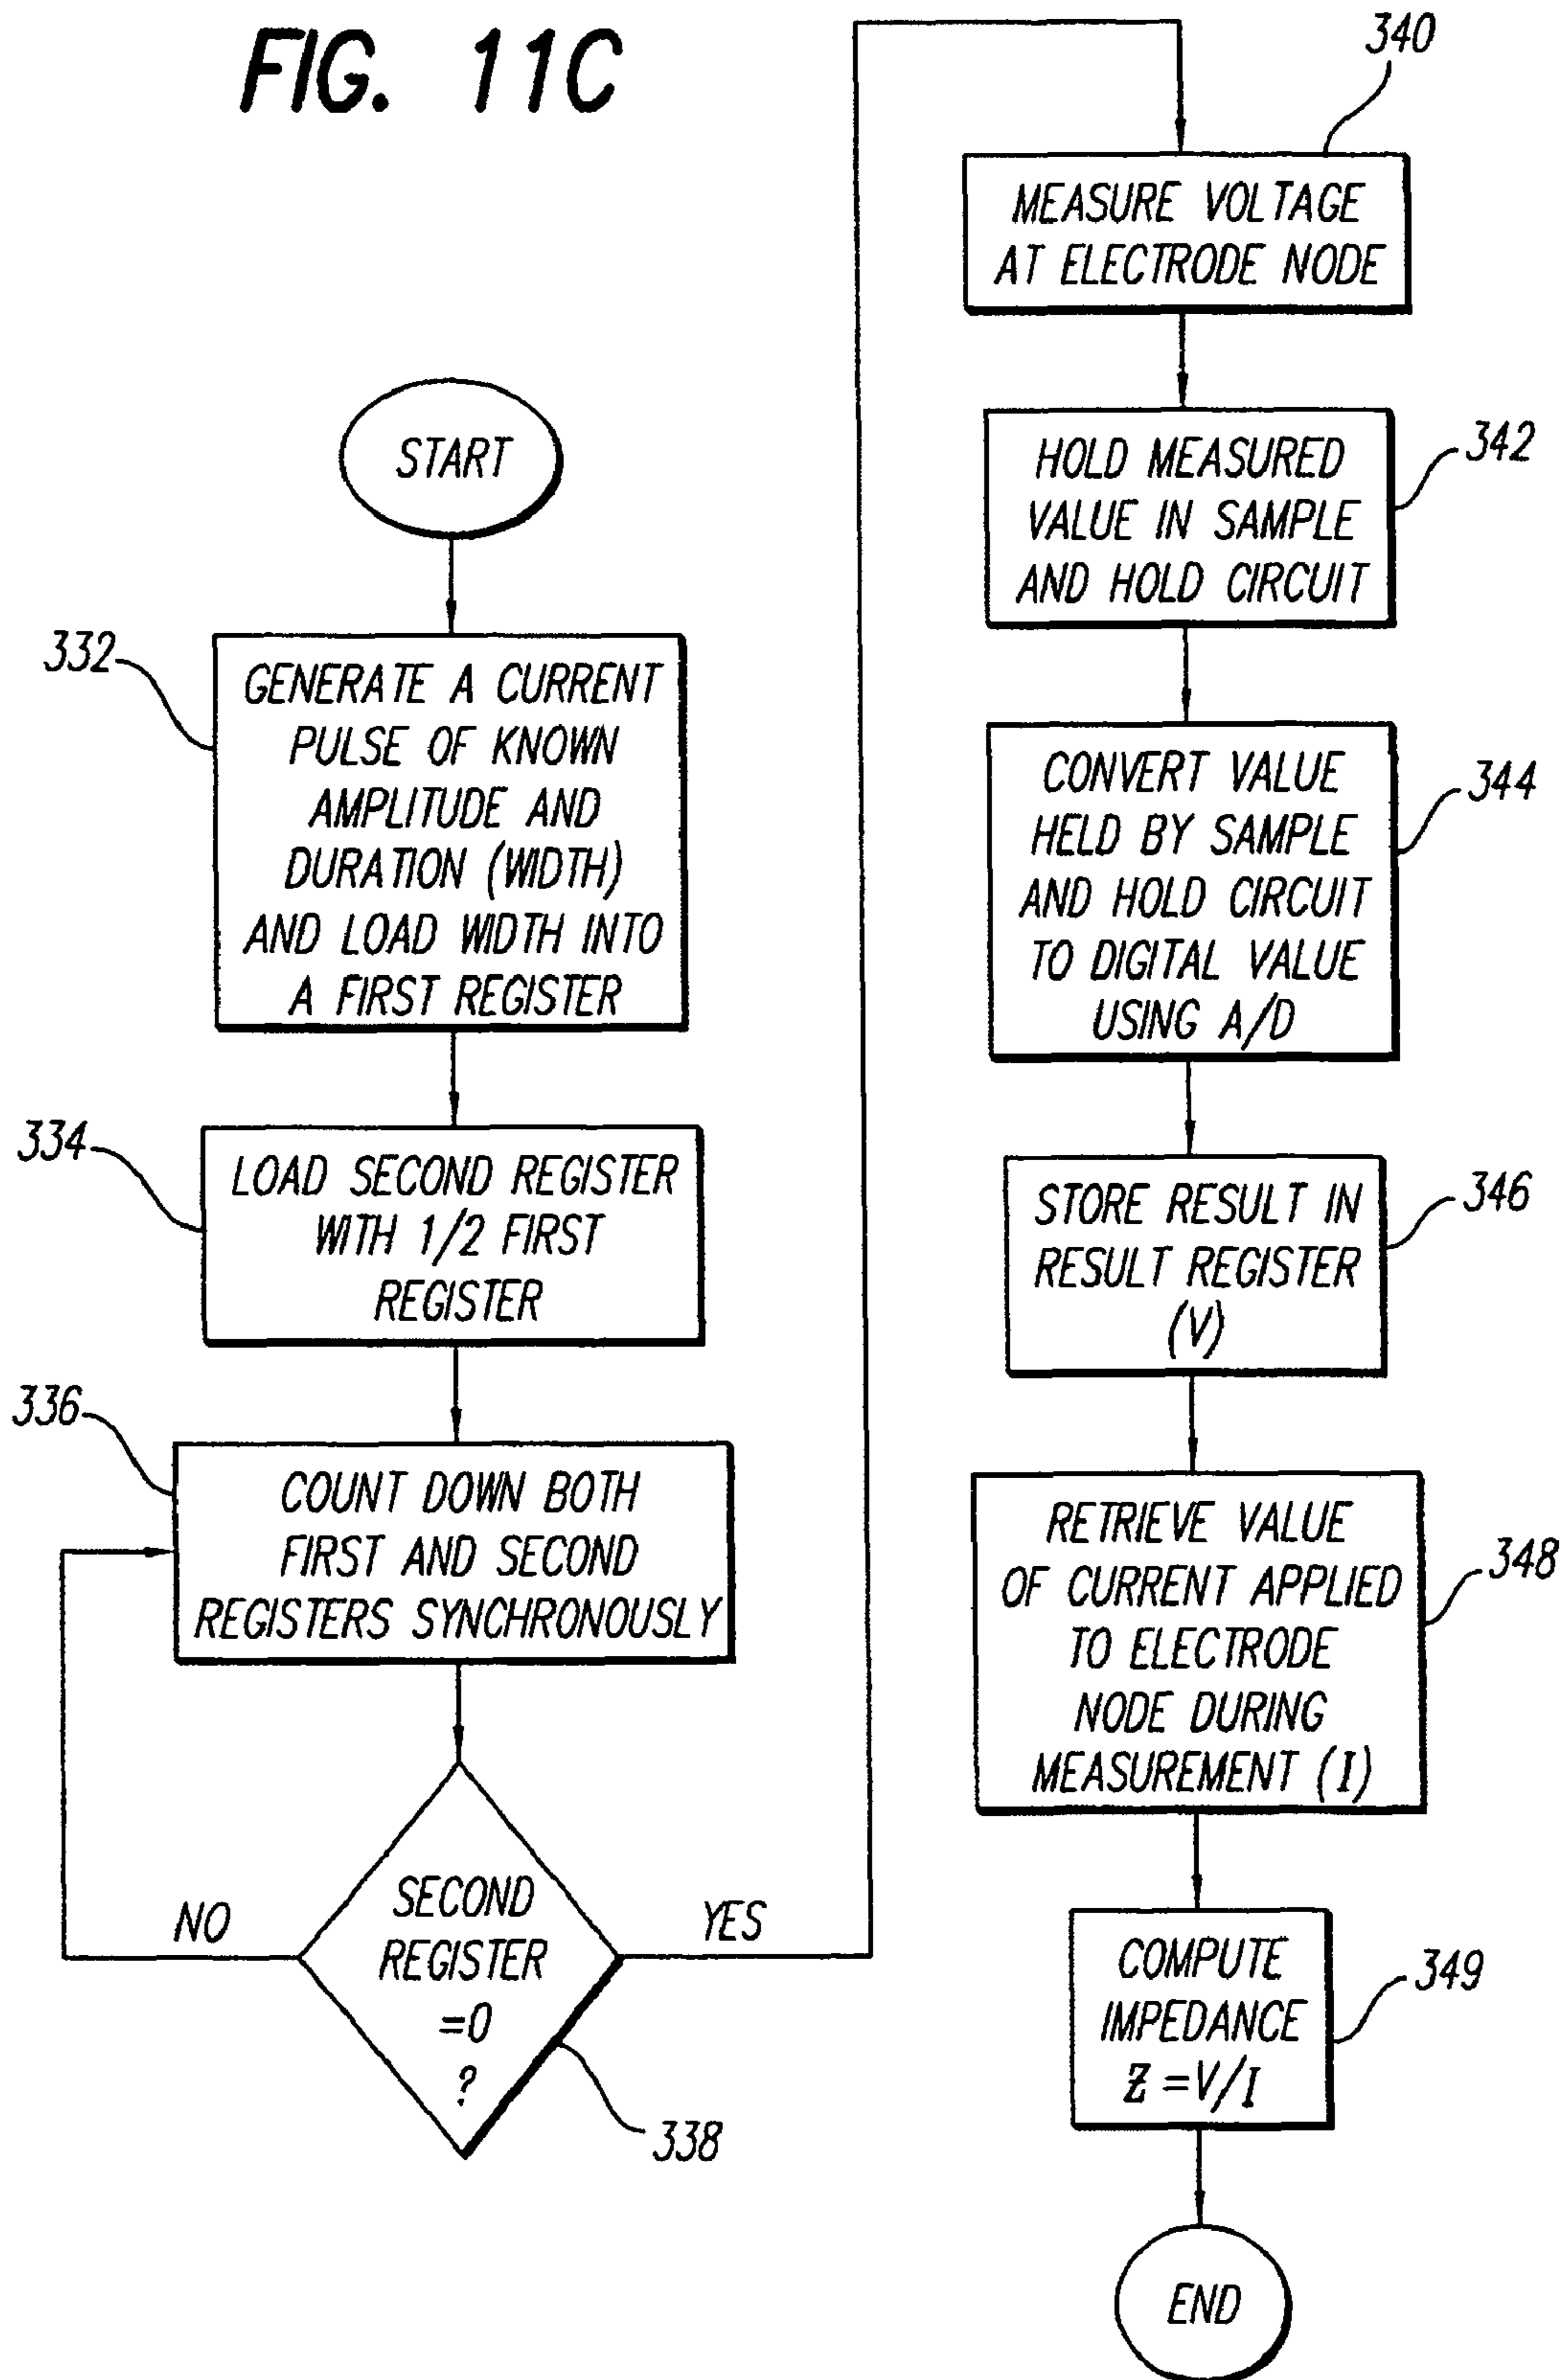 FIG. 11C
START
332
GENERATE A CURRENT
PULSE OF KNOWN
AMPLITUDE AND
DURATION (WIDTH)
AND LOAD WIDTH INTO
A FIRST REGISTER
334
LOAD SECOND REGISTER
WITH 1/2 FIRST
REGISTER
336
COUNT DOWN BOTH
FIRST AND SECOND
REGISTERS SYNCHRONOUSLY
SECOND
REGISTER
=0
?
NO
YES
338
340
MEASURE VOLTAGE
AT ELECTRODE NODE
342
HOLD MEASURED
VALUE IN SAMPLE
AND HOLD CIRCUIT
344
CONVERT VALUE
HELD BY SAMPLE
AND HOLD CIRCUIT
TO DIGITAL VALUE
USING A/D
346
STORE RESULT IN
RESULT REGISTER
(V)
348
RETRIEVE VALUE
OF CURRENT APPLIED
TO ELECTRODE
NODE DURING
MEASUREMENT (I)
349
COMPUTE
IMPEDANCE
Z=V/I
END